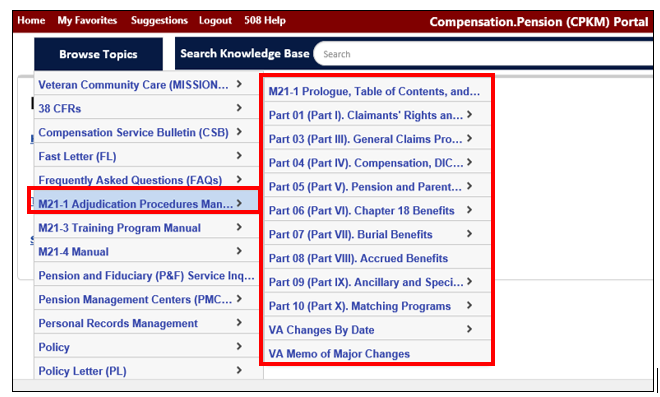 Home My Favorites Suggestions Logout 508 Help Compensation.Pension (CPKM) Portal
Browse Topics Search Knowledge Base Search
Veteran Community Care (MISSION...
38 CFRs
Compensation Service Bulletin (CSB)
Fast Letter (FL)
Frequently Asked Questions (FAQs)
M21-1 Adjudication Procedures Man...
M21-3 Training Program Manual
M21-4 Manual
Pension and Fiduciary (P&F) Service Inq...
Pension Management Centers (PMC...
Personal Records Management
Policy
Policy Letter (PL)
M21-1 Prologue, Table of Contents, and...
Part 01 (Part I). Claimants' Rights an...
Part 03 (Part III). General Claims Pro...
Part 04 (Part IV). Compensation, DIC...
Part 05 (Part V). Pension and Parent...
Part 06 (Part VI). Chapter 18 Benefits
Part 07 (Part VII). Burial Benefits
Part 08 (Part VIII). Accrued Benefits
Part 09 (Part IX). Ancillary and Speci...
Part 10 (Part X). Matching Programs
VA Changes By Date
VA Memo of Major Changes